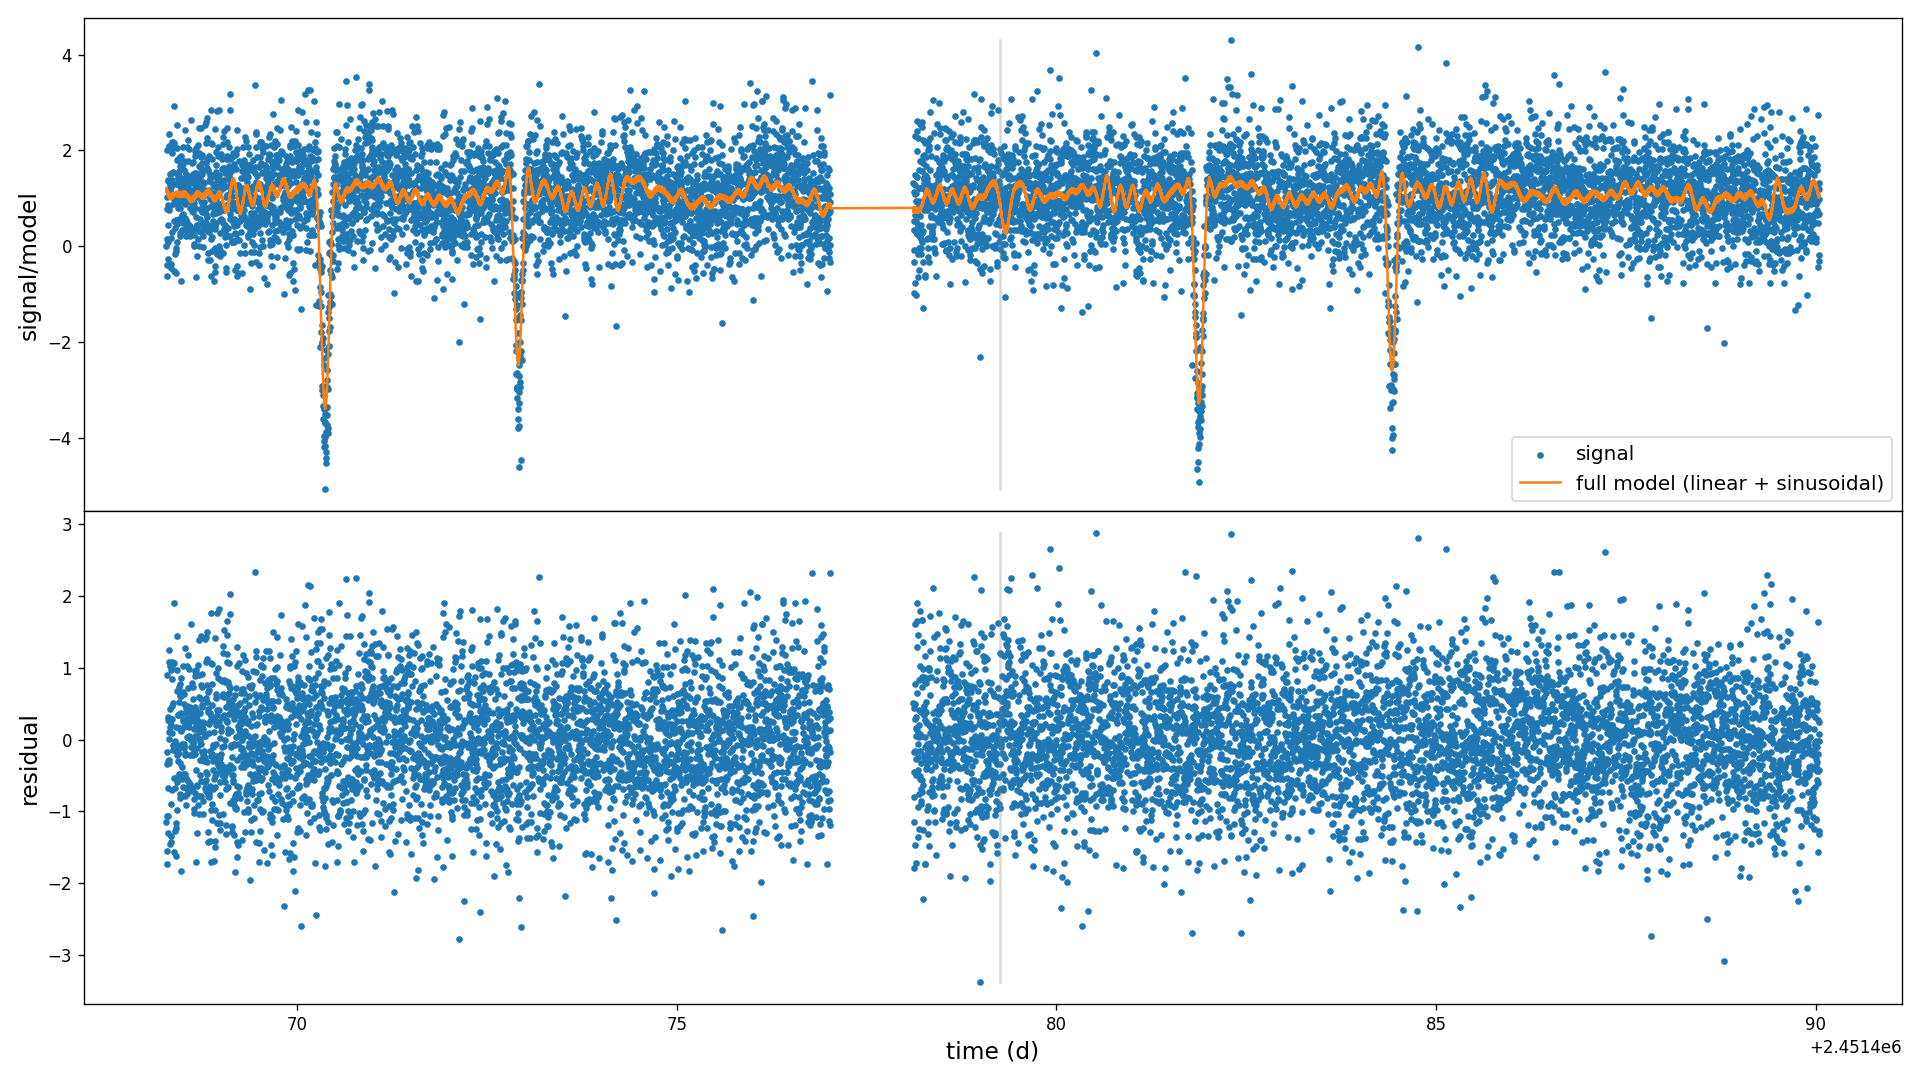 4
2
0
−2
−4
signal/model
signal
full model (linear + sinusoidal)
3
2
1
0
−1
−2
−3
residual
70
75
80
85
90
time (d)
+2.4514e6